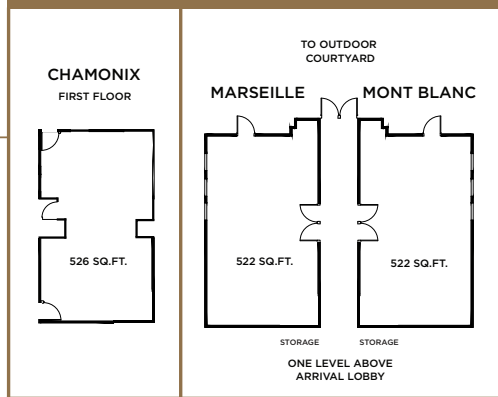 CHAMONIX
FIRST FLOOR
526 SQ.FT.
TO OUTDOOR
COURTYARD
MARSEILLE
MONT BLANC
522 SQ.FT.
522 SQ.FT.
STORAGE
STORAGE
ONE LEVEL ABOVE
ARRIVAL LOBBY